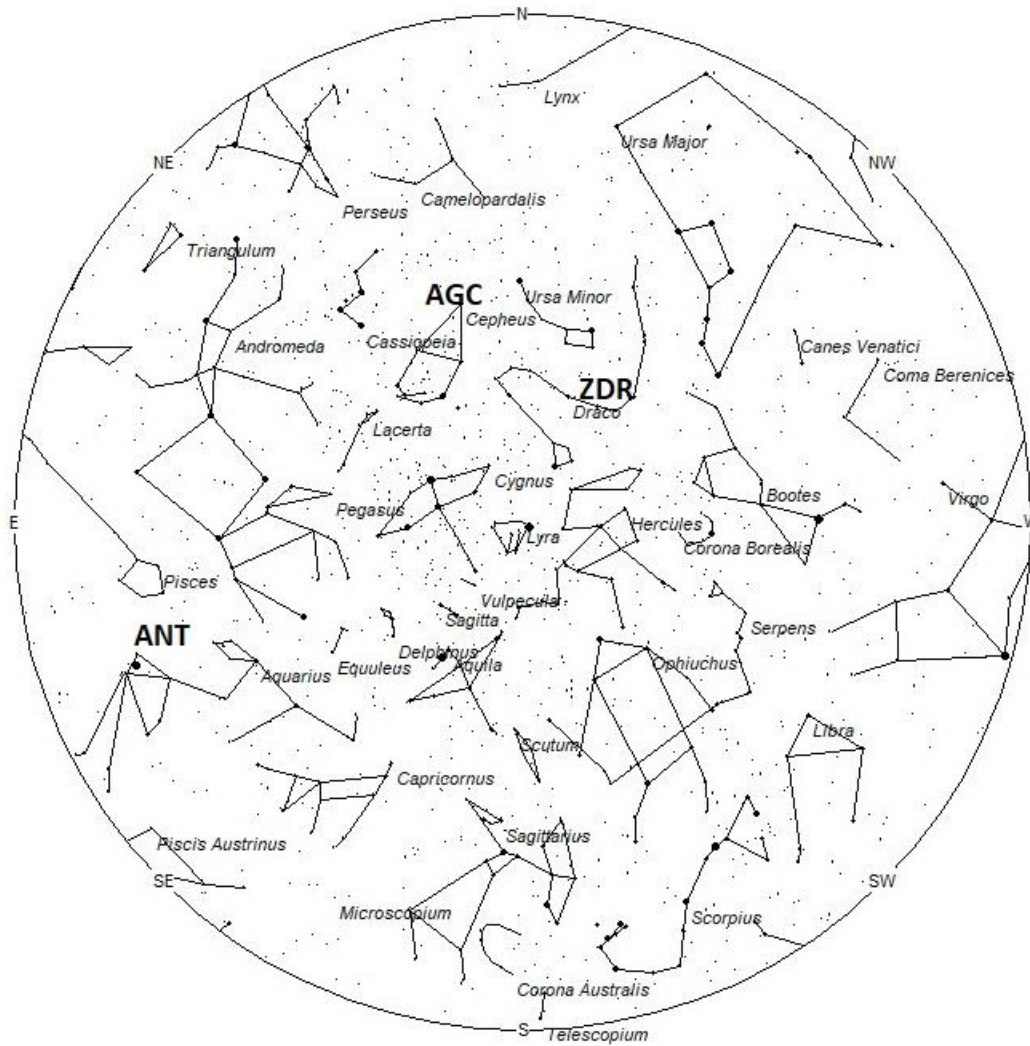 N
Lynx
Ursa Major
NE
NW
Perseus
Camelopardalis
Triangulum
AGC
Ursa Minor
Cepheus
Andromeda
Cassiopeia
Canes Venatici
Coma Berenices
ZDR
Draco
Lacerta
Cygnus
Pegasus
Bootes
Virgo
E
Hercules
W
Lyra
Corona Borealis
Pisces
Vulpecula
Sagitta
Serpens
ANT
Delphinus
Equuleus
Aquila
Ophiuchus
Aquarius
Libra
Scutum
Capricornus
Piscis Austrinus
Sagittarius
SE
SW
Microscopium
Scorpius
Corona Australis
S
Telescopium